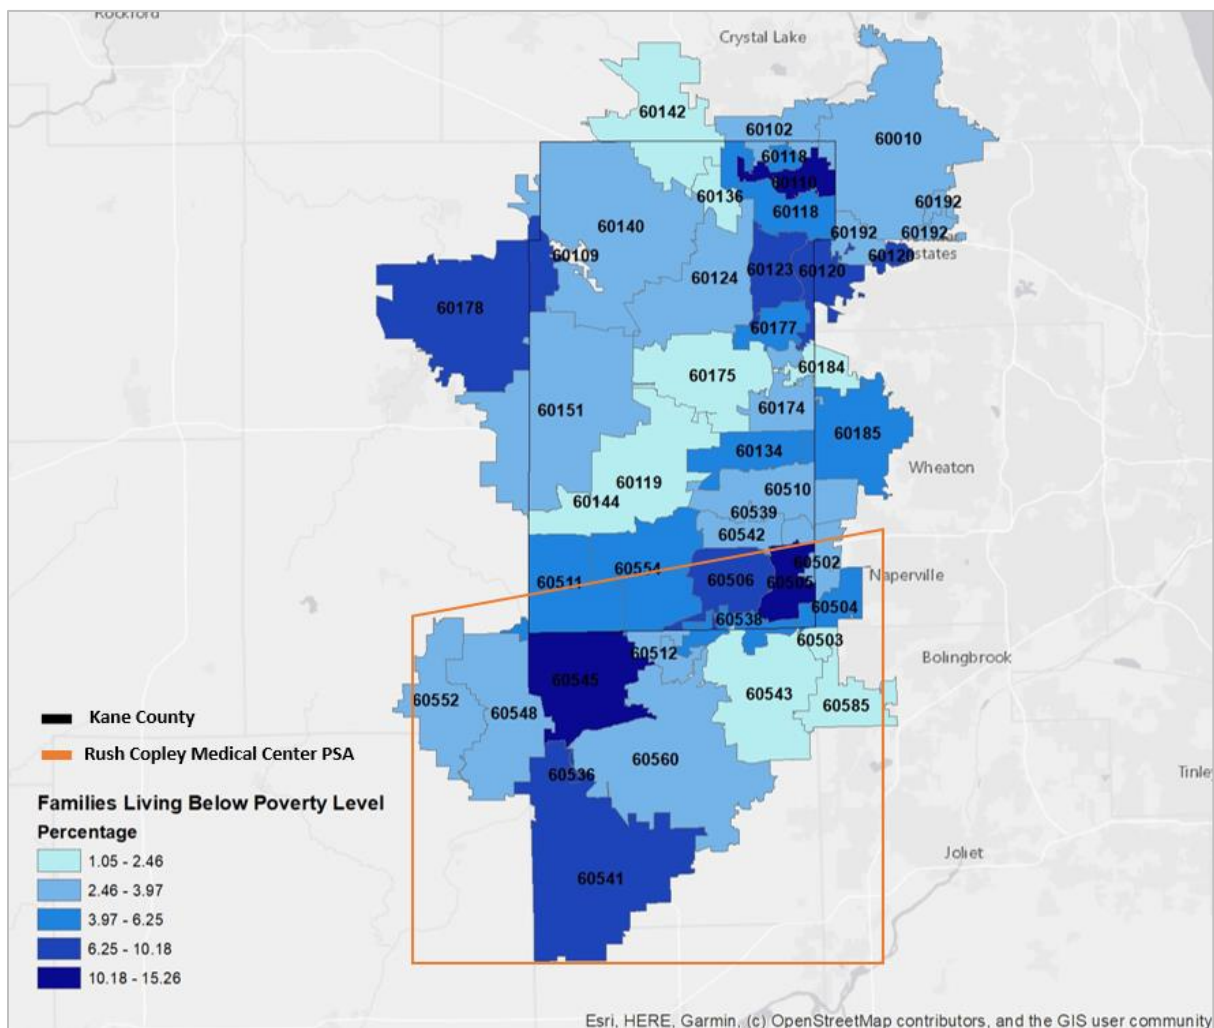 Rockford
Crystal Lake
60142
60102
60010
60118
60110
60136
60192
60118
60140
60192
60192
60109
estates
60120
60124
60123
60120
60178
60177
60184
60175
60174
60151
60185
60134
Wheaton
60119
60510
60144
60539
60542
60502
60554
60506
60505
Naperville
60511
60504
60538
60503
60512
Bolingbrook
60545
60543
60552
60585
60548
Kane County
Rush Copley Medical Center PSA
60560
60536
Tinle
Families Living Below Poverty Level
Percentage
1.05 - 2.46
2.46 - 3.97
3.97 - 6.25
6.25 - 10.18
10.18 - 15.26
Joliet
60541
Esri, HERE, Garmin, (c) OpenStreetMap contributors, and the GIS user community